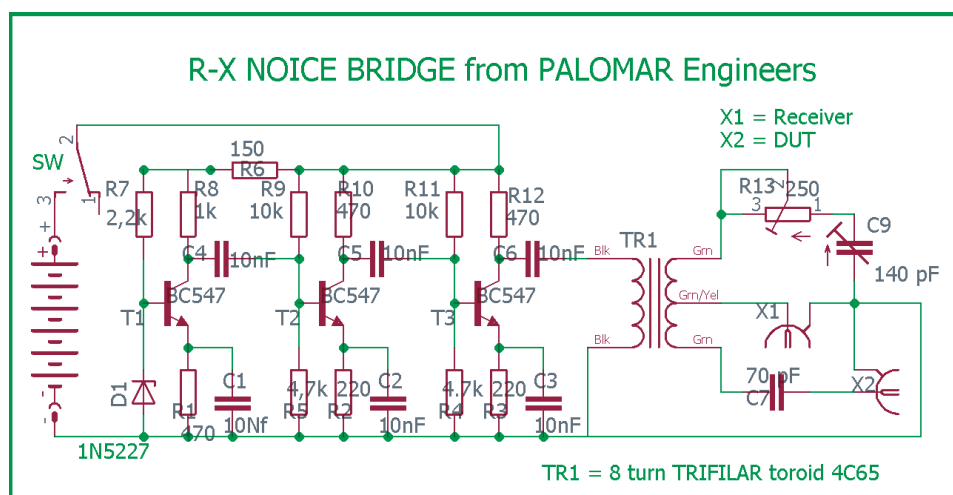 R-X NOICE BRIDGE from PALOMAR Engineers
X1 = Receiver
X2 = DUT
SW
2
3
1
+
+
-
-
R7
2,2k
R8
1k
150
R6
R9
10k
R10
470
R11
10k
R12
470
C4
10nF
C5
10nF
C6
10nF
BC547
BC547
BC547
T1
T2
T3
TR1
Blk
Blk
Grn
Grn/Yel
Grn
R13
250
2
3
1
C9
140 pF
X1
70 pF
C7
X2
D1
1N5227
R1
470
C1
10Nf
4,7k
R5
220
R2
C2
10nF
4.7k
R4
220
R3
C3
10nF
TR1 = 8 turn TRIFILAR toroid 4C65